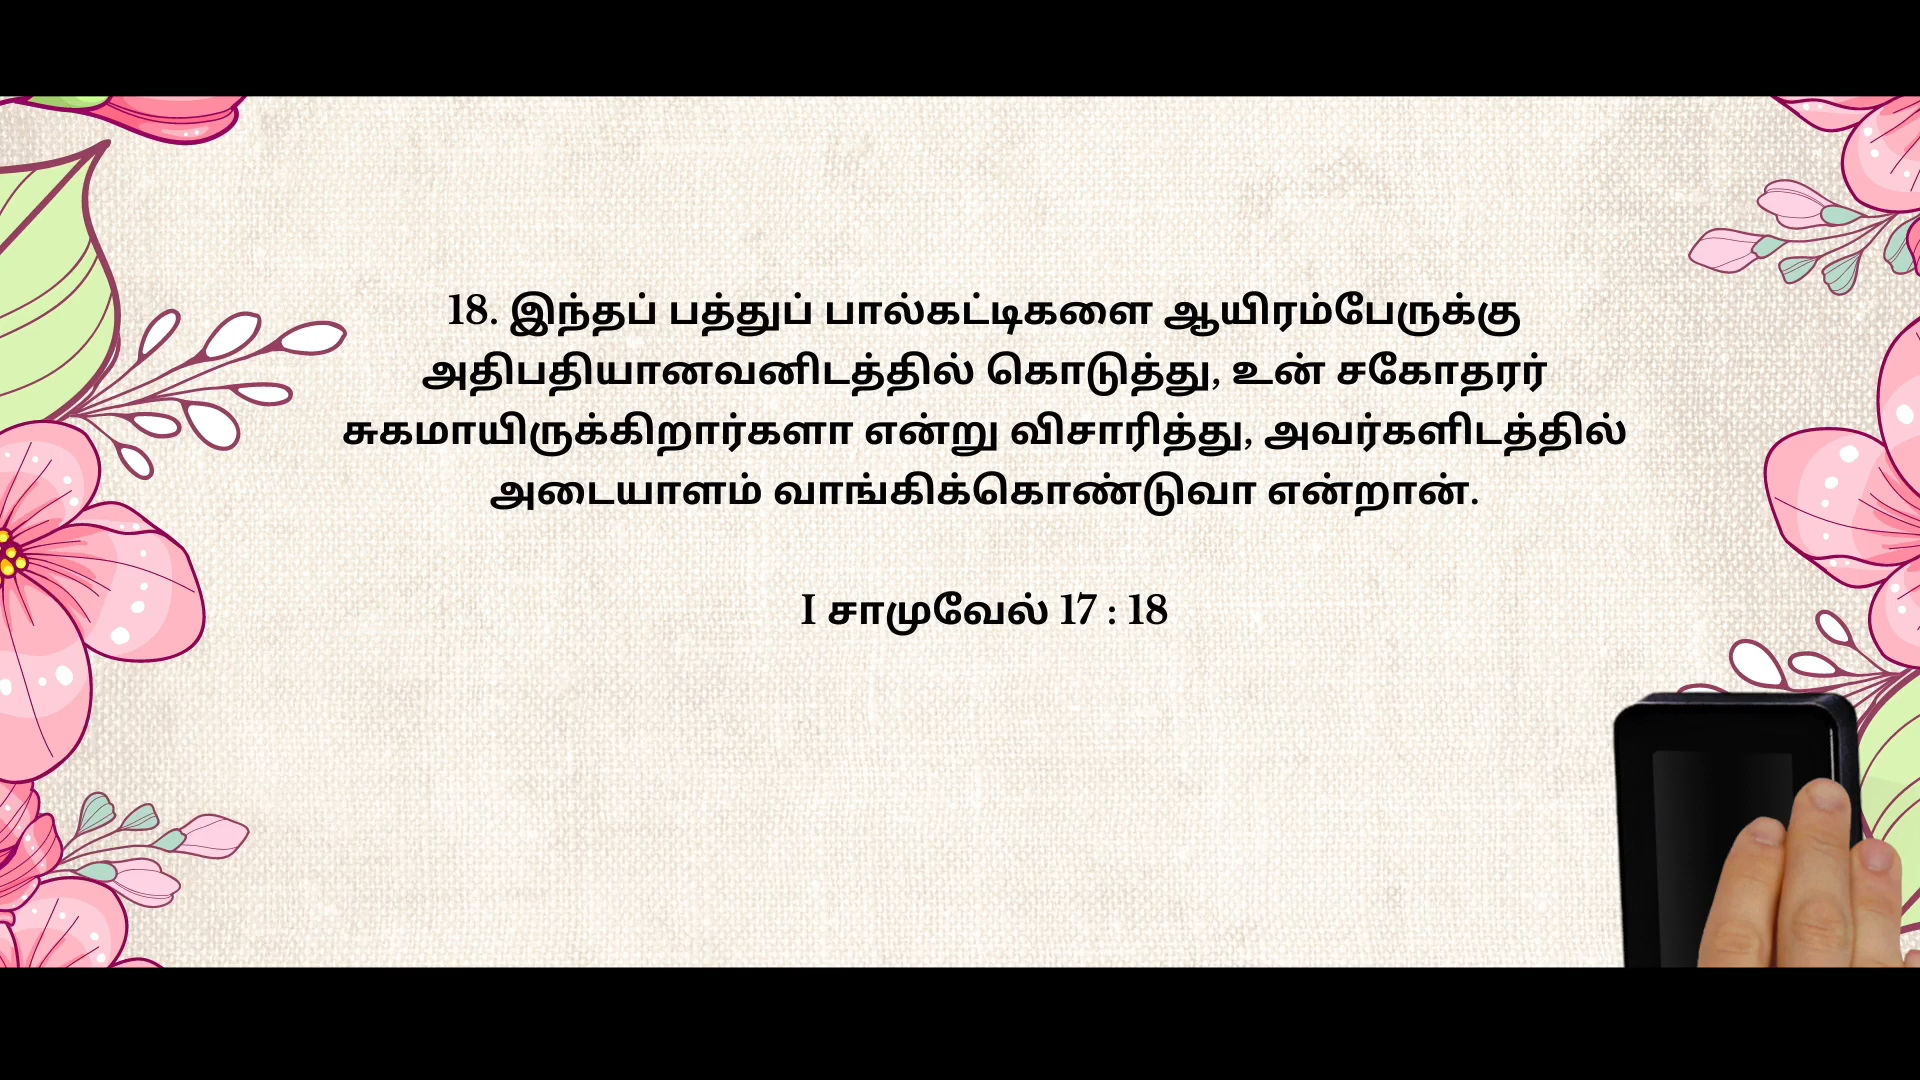 18. இந்தப் பத்துப் பால்கட்டிகளை ஆயிரம்பேருக்கு
அதிபதியானவனிடத்தில் கொடுத்து, உன் சகோதரர்
சுகமாயிருக்கிறார்களா என்று விசாரித்து, அவர்களிடத்தில்
அடையாளம் வாங்கிக்கொண்டுவா என்றான்.
I சாமுவேல் 17 : 18